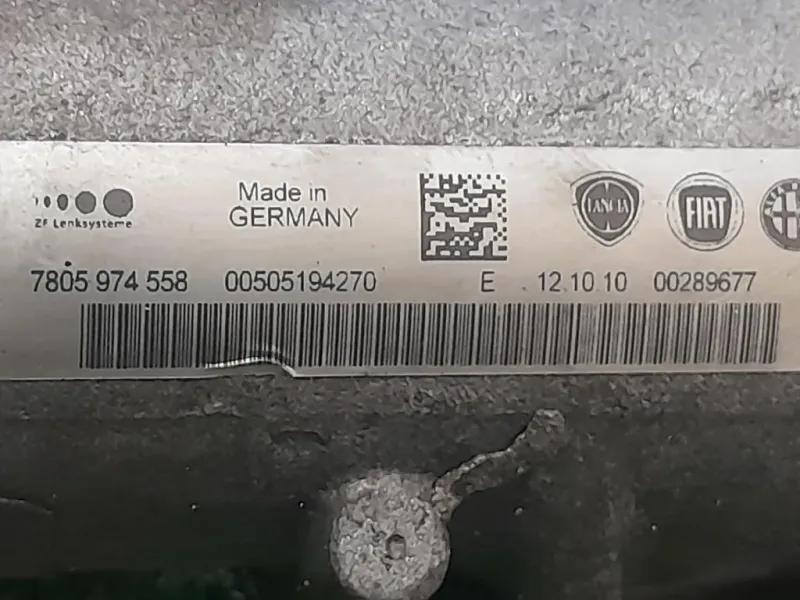 ZF Lenksysteme
Made in
GERMANY
LANCIA
FIAT
7805 974 558 00505194270 E 12.10 10 00289677